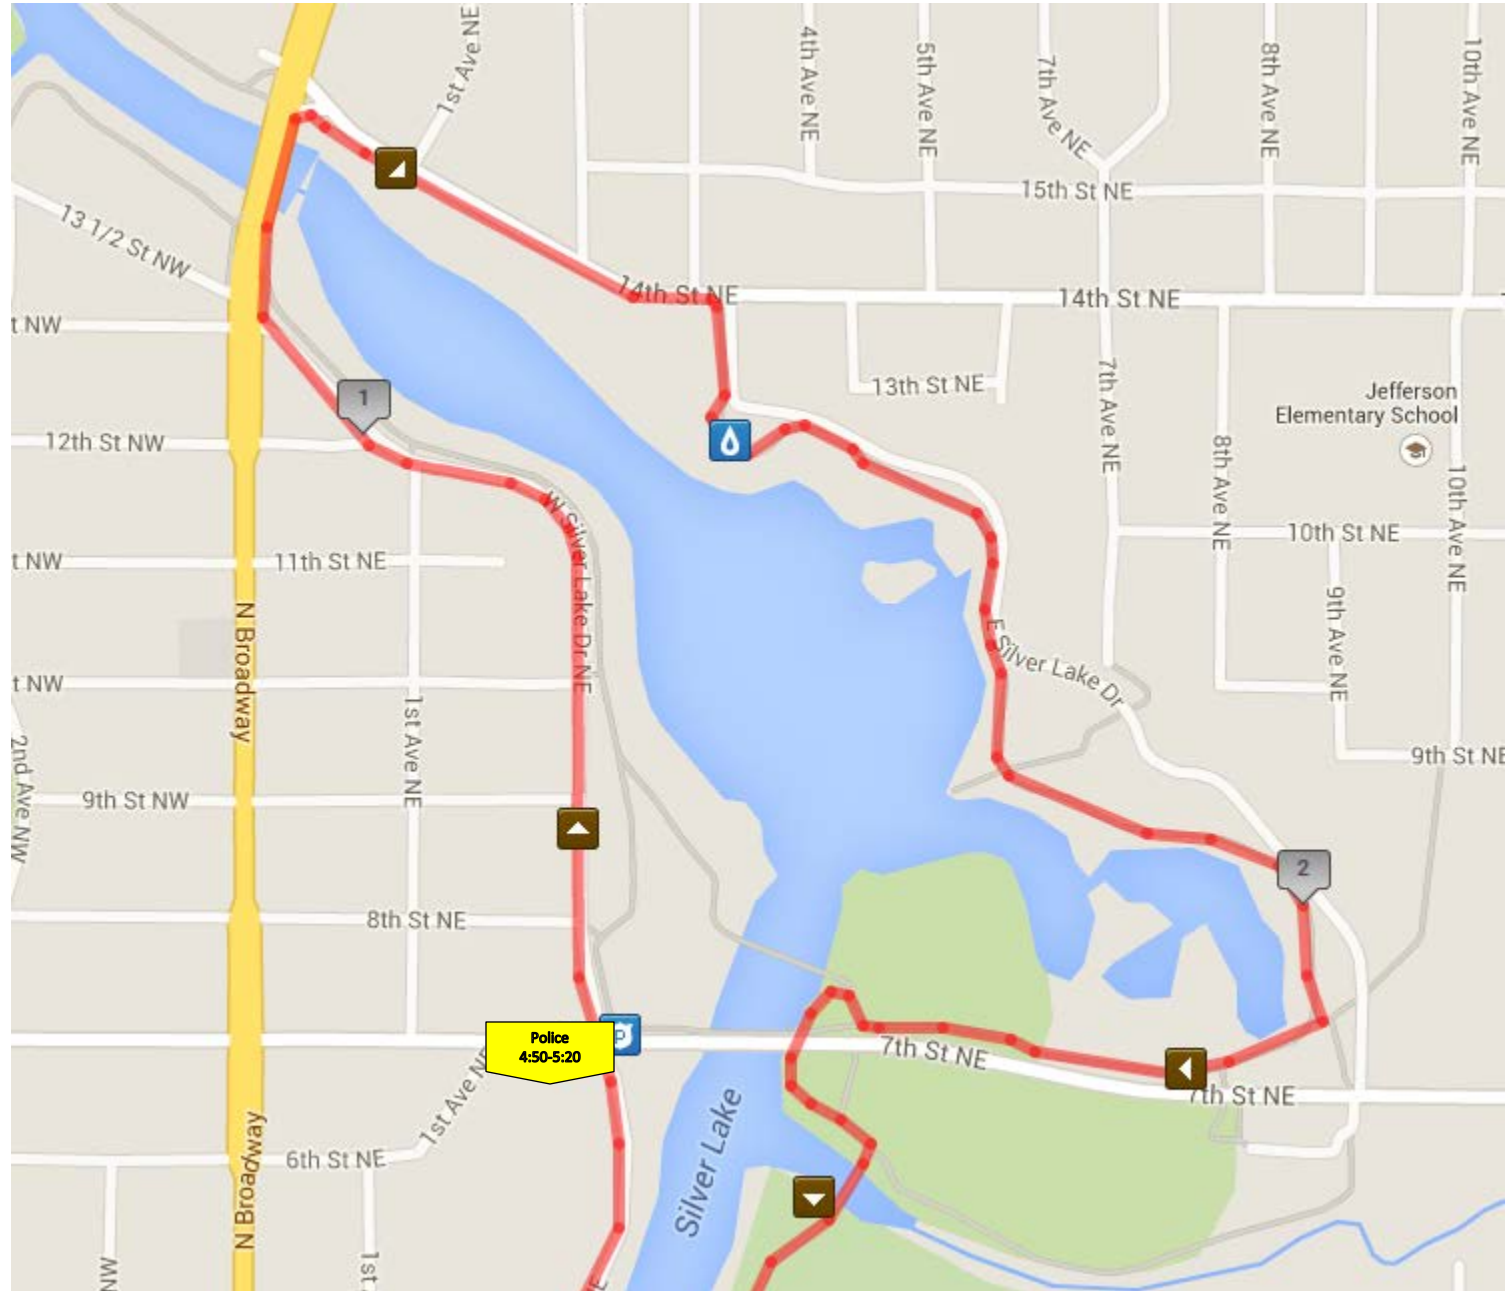 1st Ave NE
4th Ave NE
5th Ave NE
7th Ave NE
8th Ave NE
10th Ave NE
13 1/2 St NW
15th St NE
14th St NE
14th St NE
t NW
13th St NE
7th Ave NE
Jefferson
Elementary School
1
12th St NW
8th Ave NE
10th Ave NE
W Silver Lake Dr NE
t NW
11th St NE
10th St NE
N Broadway
9th Ave NE
E Silver Lake Dr
t NW
1st Ave NE
2nd Ave NW
9th St NE
9th St NW
2
8th St NE
Police
4:50-5:20
P
7th St NE
1st Ave NE
7th St NE
Silver Lake
N Broadway
6th St NE
NW
1st
E